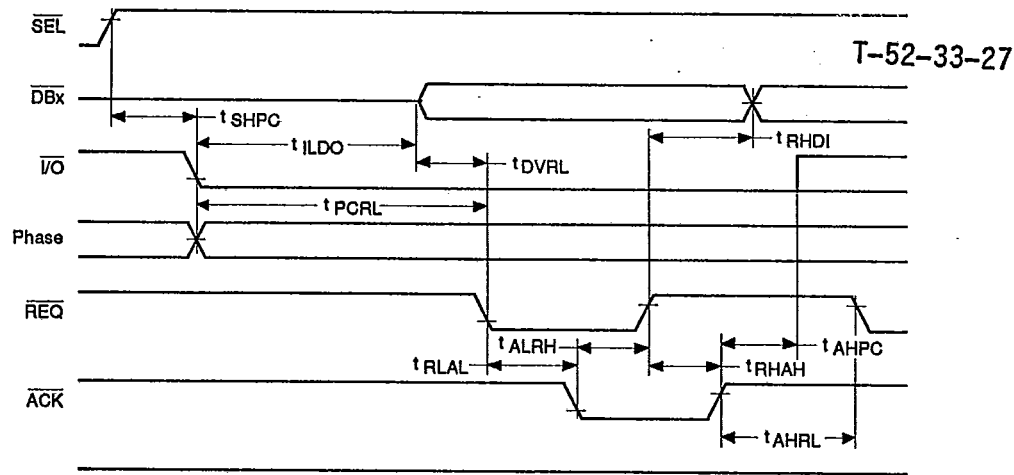 SEL
T-52-33-27
DBx
t SHPC
t ILDO
t RHDI
I/O
t DVRL
t PCRL
Phase
REQ
t ALRH
t AHPC
t RLAL
t RHAH
ACK
t AHRL